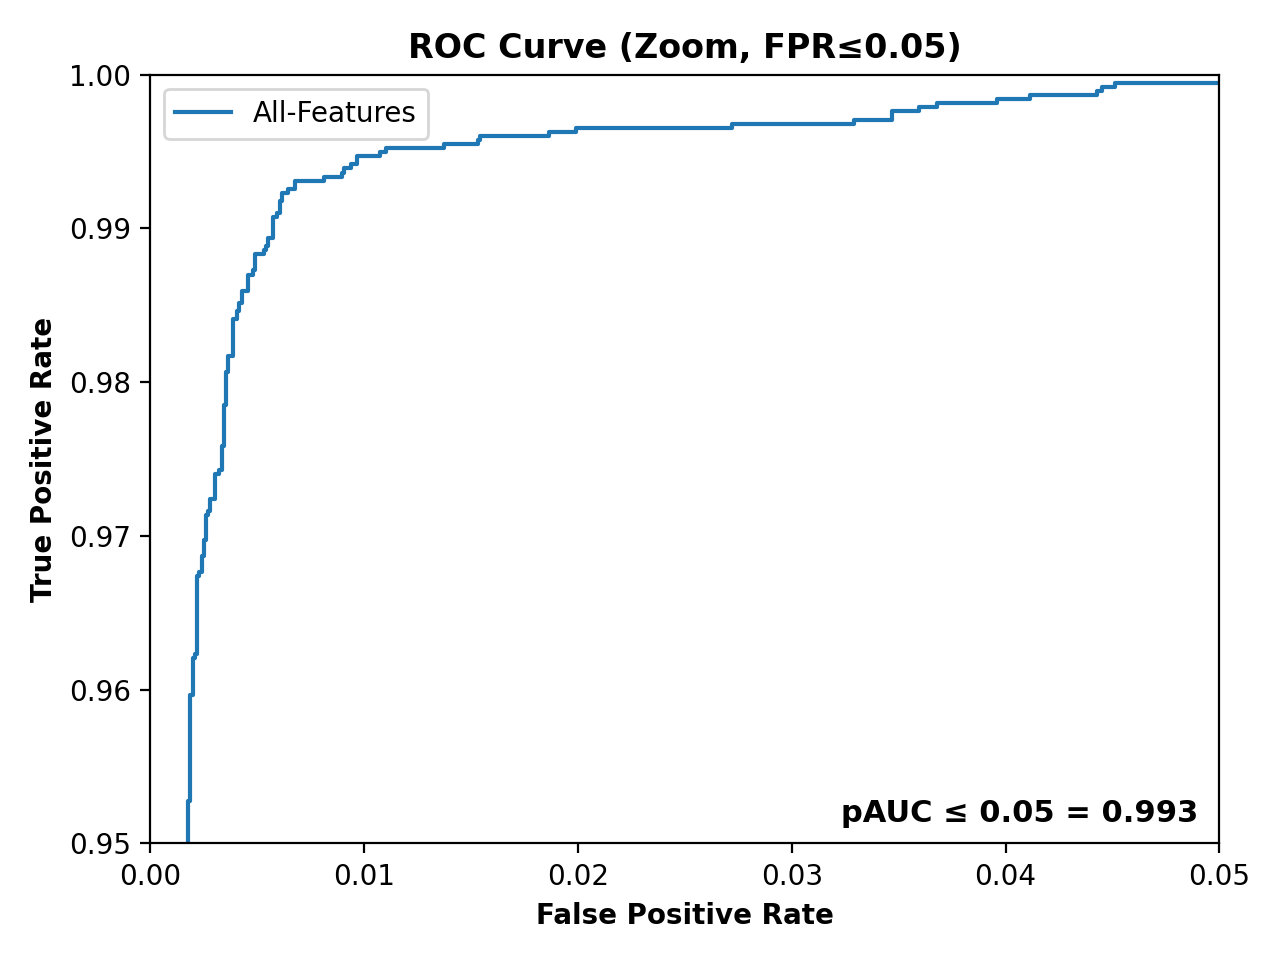 ROC Curve (Zoom, FPR≤0.05)
All-Features
True Positive Rate
1.00
0.99
0.98
0.97
0.96
0.95
pAUC ≤ 0.05 = 0.993
0.00 0.01 0.02 0.03 0.04 0.05
False Positive Rate